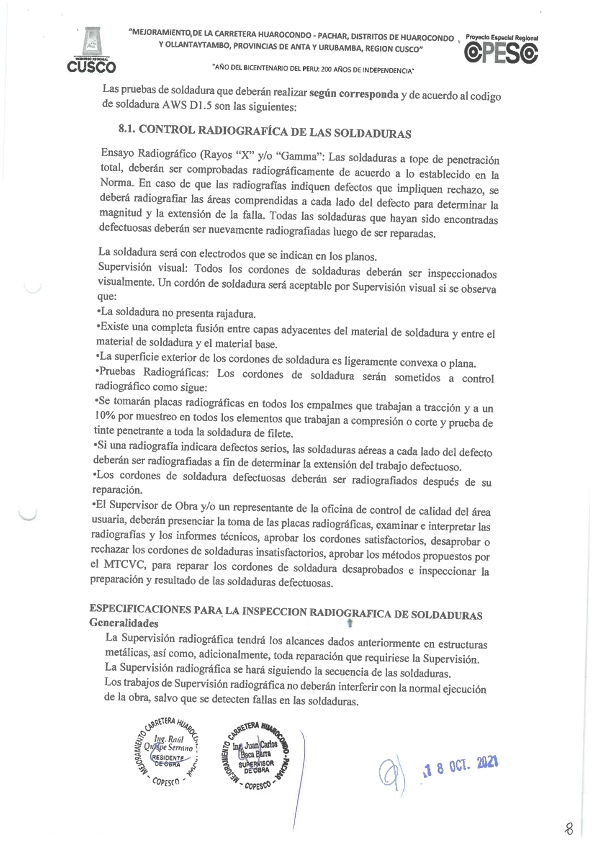 "MEJORAMIENTO,DE LA CARRETERA HUAROCONDO - PACHAR, DISTRITOS DE HUAROCONDO
Y OLLANTAYTAMBO, PROVINCIAS DE ANTA Y URUBAMBA, REGION CUSCO"
"AÑO DEL BICENTENARIO DEL PERU: 200 AÑOS DE INDEPENDENCIA"
CUSCO
Proyecto Especial Regional
COPESCO
Las pruebas de soldadura que deberán realizar según corresponda y de acuerdo al codigo
de soldadura AWS D1.5 son las siguientes:
8.1. CONTROL RADIOGRAFÍCA DE LAS SOLDADURAS
Ensayo Radiográfico (Rayos "X" y/o "Gamma": Las soldaduras a tope de penetración
total, deberán ser comprobadas radiográficamente de acuerdo a lo establecido en la
Norma. En caso de que las radiografías indiquen defectos que impliquen rechazo, se
deberá radiografiar las áreas comprendidas a cada lado del defecto para determinar la
magnitud y la extensión de la falla. Todas las soldaduras que hayan sido encontradas
defectuosas deberán ser nuevamente radiografiadas luego de ser reparadas.
La soldadura será con electrodos que se indican en los planos.
Supervisión visual: Todos los cordones de soldaduras deberán ser inspeccionados
visualmente. Un cordón de soldadura será aceptable por Supervisión visual si se observa
que:
•La soldadura no presenta rajadura.
•Existe una completa fusión entre capas adyacentes del material de soldadura y entre el
material de soldadura y el material base.
•La superficie exterior de los cordones de soldadura es ligeramente convexa o plana.
•Pruebas Radiográficas: Los cordones de soldadura serán sometidos a control
radiográfico como sigue:
•Se tomarán placas radiográficas en todos los empalmes que trabajan a tracción y a un
10% por muestreo en todos los elementos que trabajan a compresión o corte y prueba de
tinte penetrante a toda la soldadura de filete.
•Si una radiografía indicara defectos serios, las soldaduras aéreas a cada lado del defecto
deberán ser radiografiadas a fin de determinar la extensión del trabajo defectuoso.
•Los cordones de soldadura defectuosas deberán ser radiografiados después de su
reparación.
•El Supervisor de Obra y/o un representante de la oficina de control de calidad del área
usuaria, deberán presenciar la toma de las placas radiográficas, examinar e interpretar las
radiografías y los informes técnicos, aprobar los cordones satisfactorios, desaprobar o
rechazar los cordones de soldaduras insatisfactorios, aprobar los métodos propuestos por
el MTCVC, para reparar los cordones de soldadura desaprobados e inspeccionar la
preparación y resultado de las soldaduras defectuosas.
ESPECIFICACIONES PARA LA INSPECCION RADIOGRAFICA DE SOLDADURAS
Generalidades
La Supervisión radiográfica tendrá los alcances dados anteriormente en estructuras
metálicas, así como, adicionalmente, toda reparación que requiriese la Supervisión.
La Supervisión radiográfica se hará siguiendo la secuencia de las soldaduras.
Los trabajos de Supervisión radiográfica no deberán interferir con la normal ejecución
de la obra, salvo que se detecten fallas en las soldaduras.
MEJORAMIENTO CARRETERA HUAROCONDO
Ing. Raúl
Quispe Serrano
RESIDENTE
DE OBRA
- COPESCO -
MEJORAMIENTO CARRETERA HUAROCONDO - PACHAR
Ing. Juan Carlos
Baca Barra
SUPERVISOR
DE OBRA
- COPESCO -
18 OCT. 2021
8